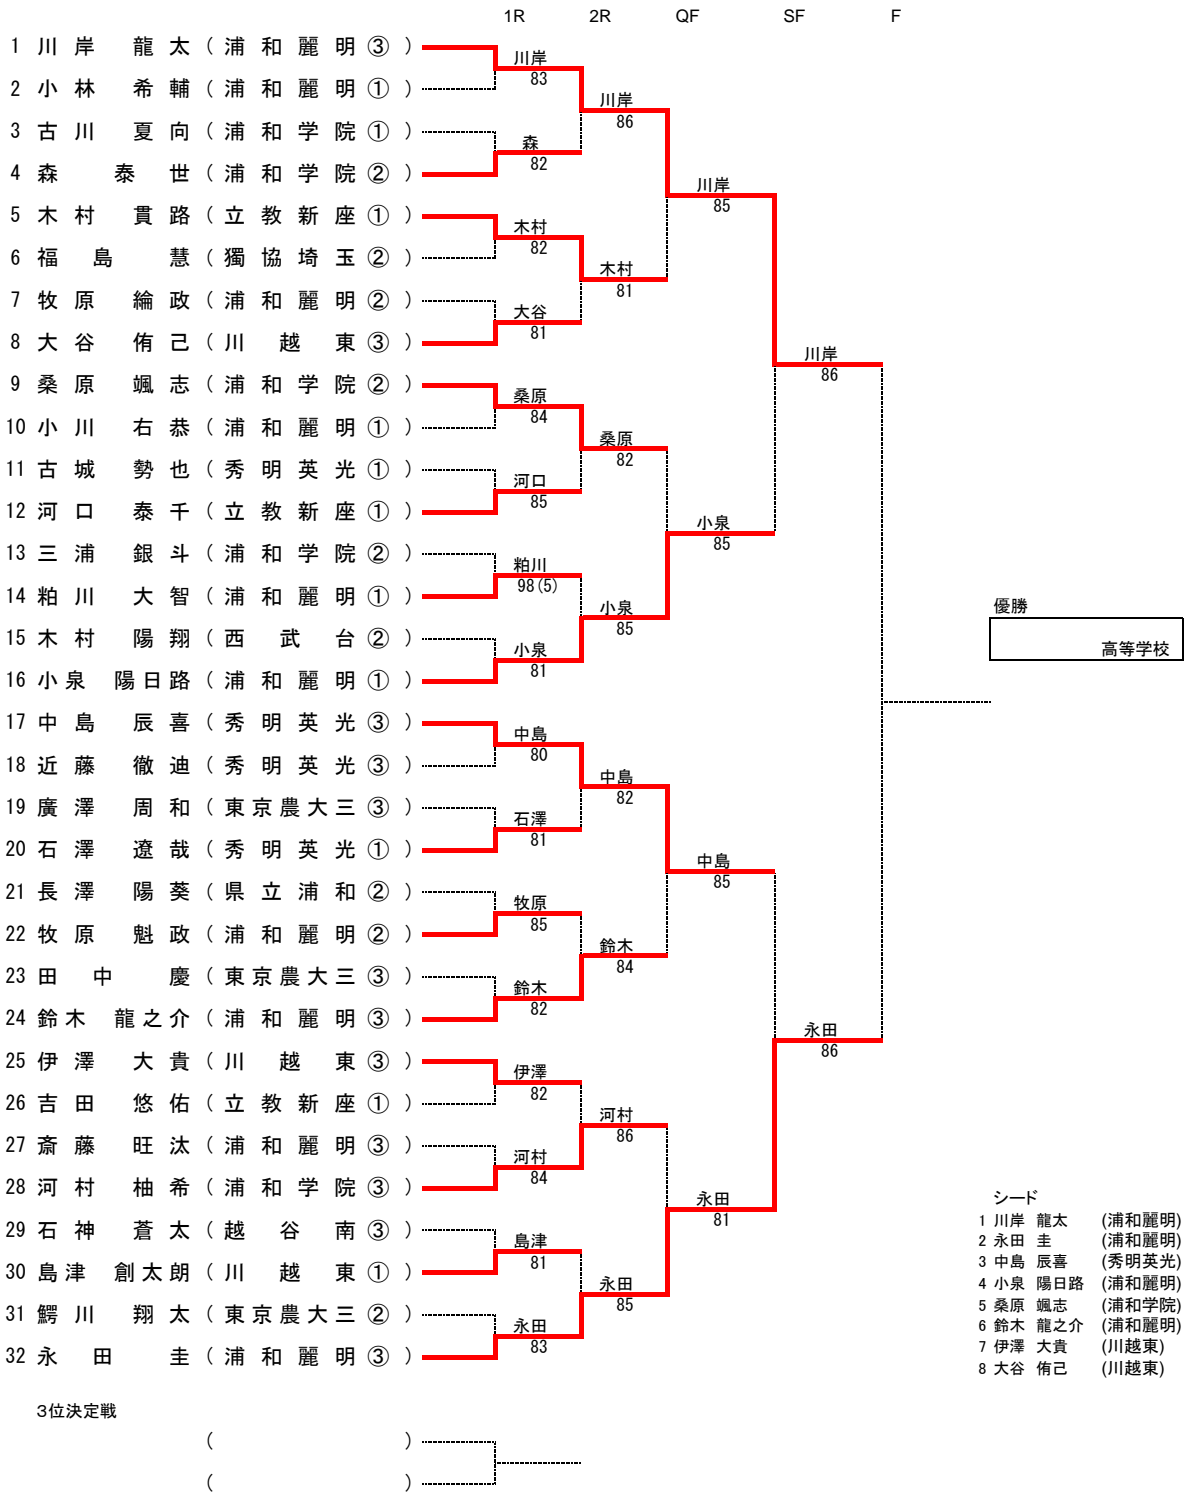 1R 2R QF SF F
1 川岸 龍太 ( 浦和麗明 ③ )
川岸
83
2 小林 希輔 ( 浦和麗明 ① )
川岸
86
3 古川 夏向 ( 浦和学院 ① )
森
82
4 森 泰世 ( 浦和学院 ② )
川岸
85
5 木村 貫路 ( 立教新座 ① )
木村
82
6 福島 慧 ( 獨協埼玉 ② )
木村
81
7 牧原 綸政 ( 浦和麗明 ② )
大谷
81
8 大谷 侑己 ( 川越東 ③ )
川岸
86
9 桑原 颯志 ( 浦和学院 ② )
桑原
84
10 小川 右恭 ( 浦和麗明 ① )
桑原
82
11 古城 勢也 ( 秀明英光 ① )
河口
85
12 河口 泰千 ( 立教新座 ① )
小泉
85
13 三浦 銀斗 ( 浦和学院 ② )
粕川
98(5)
14 粕川 大智 ( 浦和麗明 ① )
小泉
85
15 木村 陽翔 ( 西武台 ② )
小泉
81
16 小泉 陽日路 ( 浦和麗明 ① )
優勝
高等学校
17 中島 辰喜 ( 秀明英光 ③ )
中島
80
18 近藤 徹迪 ( 秀明英光 ③ )
中島
82
19 廣澤 周和 ( 東京農大三 ③ )
石澤
81
20 石澤 遼哉 ( 秀明英光 ① )
中島
85
21 長澤 陽葵 ( 県立浦和 ② )
牧原
85
22 牧原 魁政 ( 浦和麗明 ② )
鈴木
84
23 田中 慶 ( 東京農大三 ③ )
鈴木
82
24 鈴木 龍之介 ( 浦和麗明 ③ )
永田
86
25 伊澤 大貴 ( 川越東 ③ )
伊澤
82
26 吉田 悠佑 ( 立教新座 ① )
河村
86
27 斎藤 旺汰 ( 浦和麗明 ③ )
河村
84
28 河村 柚希 ( 浦和学院 ③ )
永田
81
29 石神 蒼太 ( 越谷南 ③ )
島津
81
30 島津 創太朗 ( 川越東 ① )
永田
85
31 鰐川 翔太 ( 東京農大三 ② )
永田
83
32 永田 圭 ( 浦和麗明 ③ )
シード
1 川岸 龍太 (浦和麗明)
2 永田 圭 (浦和麗明)
3 中島 辰喜 (秀明英光)
4 小泉 陽日路 (浦和麗明)
5 桑原 颯志 (浦和学院)
6 鈴木 龍之介 (浦和麗明)
7 伊澤 大貴 (川越東)
8 大谷 侑己 (川越東)
3位決定戦
( )
( )